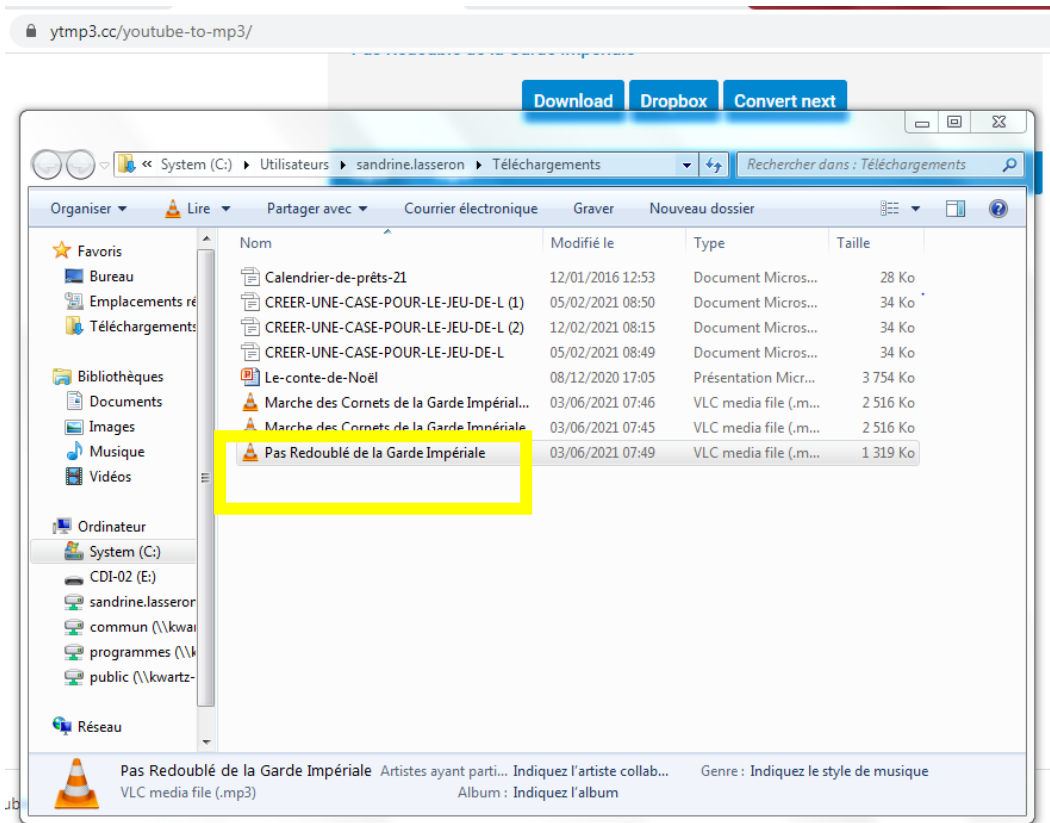 ytmp3.cc/youtube-to-mp3/
Download Dropbox Convert next
« System (C:) Utilisateurs sandrine.lasseron Téléchargements Rechercher dans : Téléchargements
Organiser Lire Partager avec Courrier électronique Graver Nouveau dossier
Favoris
Bureau
Emplacements ré
Téléchargements
Bibliothèques
Documents
Images
Musique
Vidéos
Ordinateur
System (C:)
CDI-02 (E:)
sandrine.lasseron
commun (\\kwar
programmes (\\k
public (\\kwartz-
Réseau
Nom Modifié le Type Taille
Calendrier-de-prêts-21 12/01/2016 12:53 Document Micros... 28 Ko
CREER-UNE-CASE-POUR-LE-JEU-DE-L (1) 05/02/2021 08:50 Document Micros... 34 Ko
CREER-UNE-CASE-POUR-LE-JEU-DE-L (2) 12/02/2021 08:15 Document Micros... 34 Ko
CREER-UNE-CASE-POUR-LE-JEU-DE-L 05/02/2021 08:49 Document Micros... 34 Ko
Le-conte-de-Noël 08/12/2020 17:05 Présentation Micr... 3 754 Ko
Marche des Cornets de la Garde Impérial... 03/06/2021 07:46 VLC media file (.m... 2 516 Ko
Marche des Cornets de la Garde Impériale 03/06/2021 07:45 VLC media file (.m... 2 516 Ko
Pas Redoublé de la Garde Impériale 03/06/2021 07:49 VLC media file (.m... 1 319 Ko
Pas Redoublé de la Garde Impériale Artistes ayant parti... Indiquez l'artiste collab... Genre : Indiquez le style de musique
VLC media file (.mp3) Album : Indiquez l'album